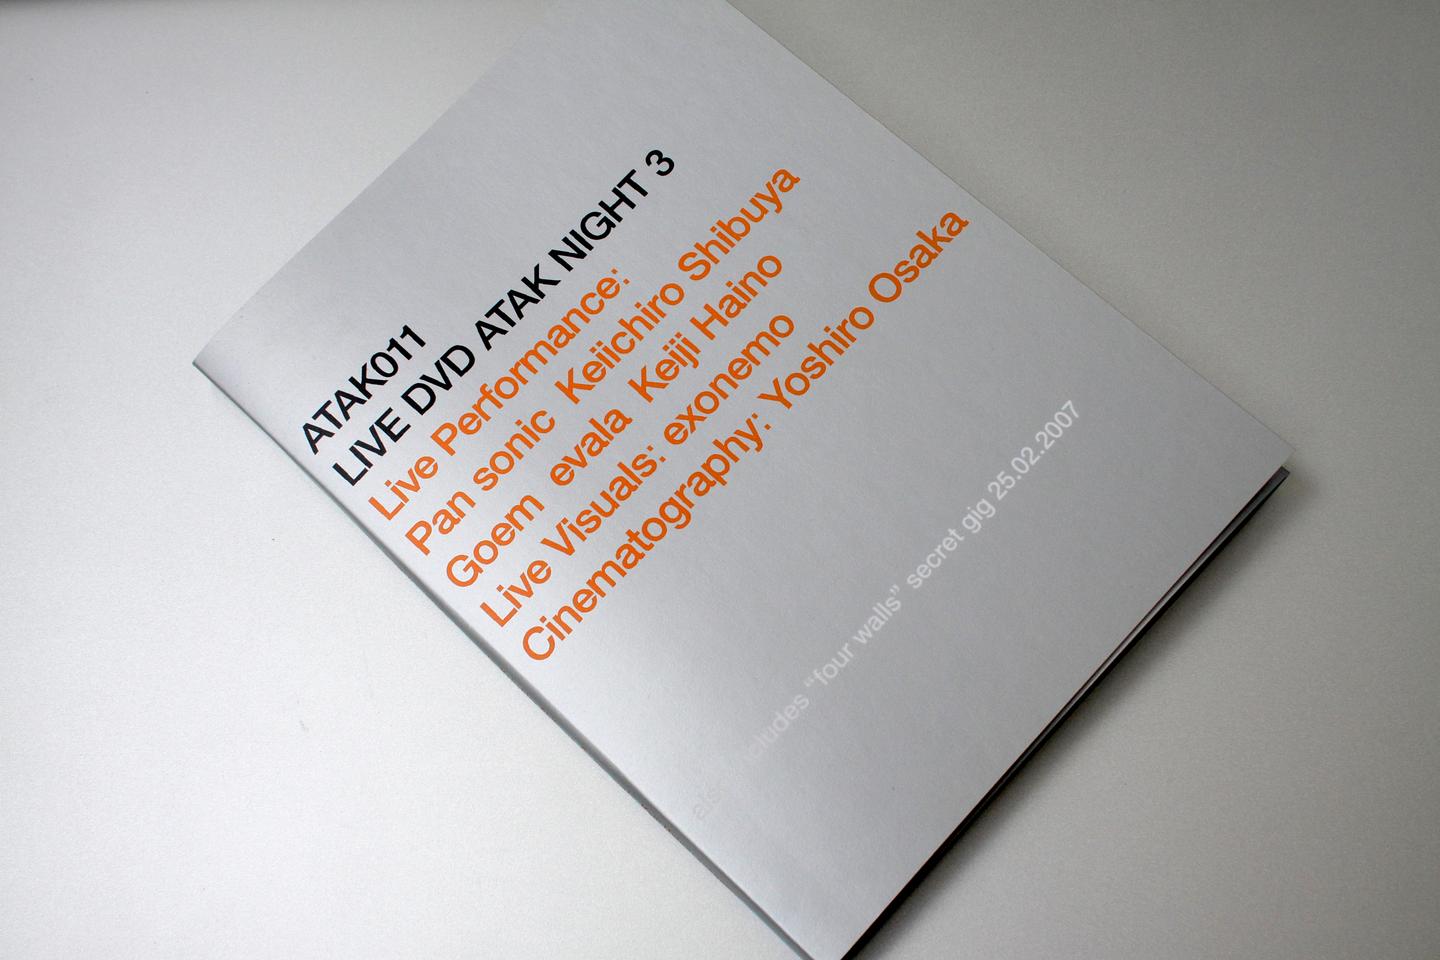 ATAK011
LIVE DVD ATAK NIGHT 3
Live Performance:
Pan sonic  Keiichiro Shibuya
Goem  evala  Keiji Haino
Live Visuals: exonemo
Cinematography: Yoshiro Osaka
also includes “four walls” secret gig 25.02.2007